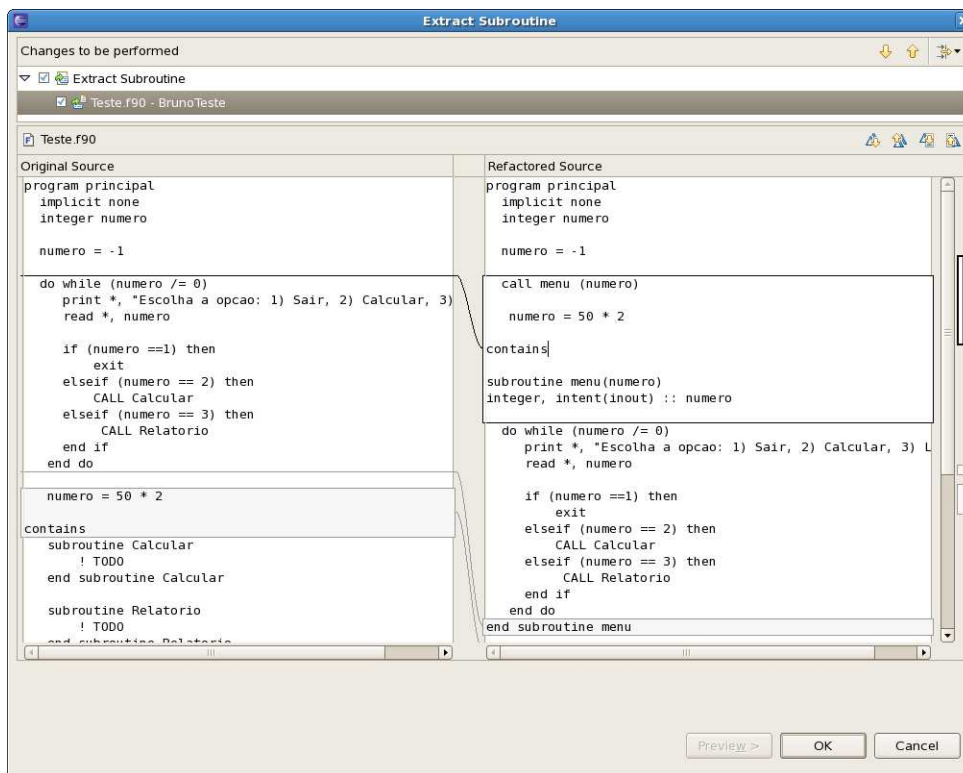 Extract Subroutine
Changes to be performed
Extract Subroutine
Teste.f90 - BrunoTeste
Teste.f90
Original Source
program principal
implicit none
integer numero
numero = -1
do while (numero /= 0)
print *, "Escolha a opcao: 1) Sair, 2) Calcular, 3)
read *, numero
if (numero ==1) then
exit
elseif (numero == 2) then
CALL Calcular
elseif (numero == 3) then
CALL Relatorio
end if
end do
numero = 50 * 2
contains
subroutine Calcular
! TODO
end subroutine Calcular
subroutine Relatorio
! TODO
end subroutine Relatorio
Refactored Source
program principal
implicit none
integer numero
numero = -1
call menu (numero)
numero = 50 * 2
contains
subroutine menu(numero)
integer, intent(inout) :: numero
do while (numero /= 0)
print *, "Escolha a opcao: 1) Sair, 2) Calcular, 3) L
read *, numero
if (numero ==1) then
exit
elseif (numero == 2) then
CALL Calcular
elseif (numero == 3) then
CALL Relatorio
end if
end do
end subroutine menu
Preview >
OK
Cancel